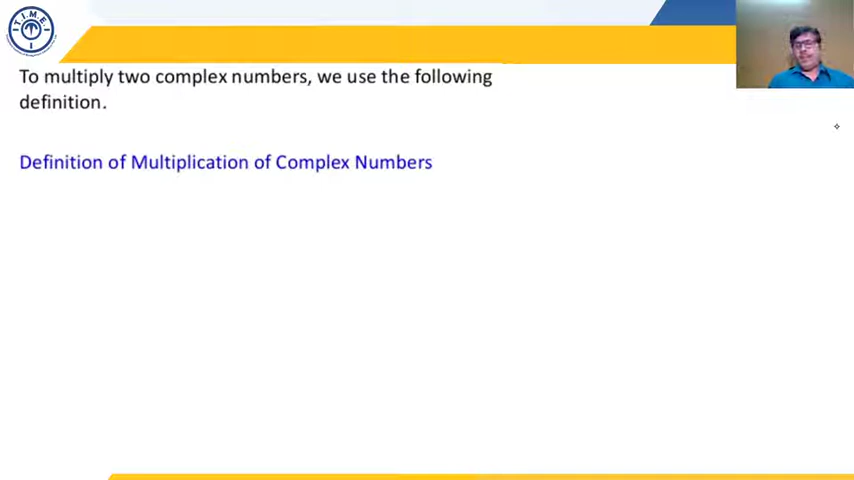 T.I.M.E.I
To multiply two complex numbers, we use the following
definition.
Definition of Multiplication of Complex Numbers